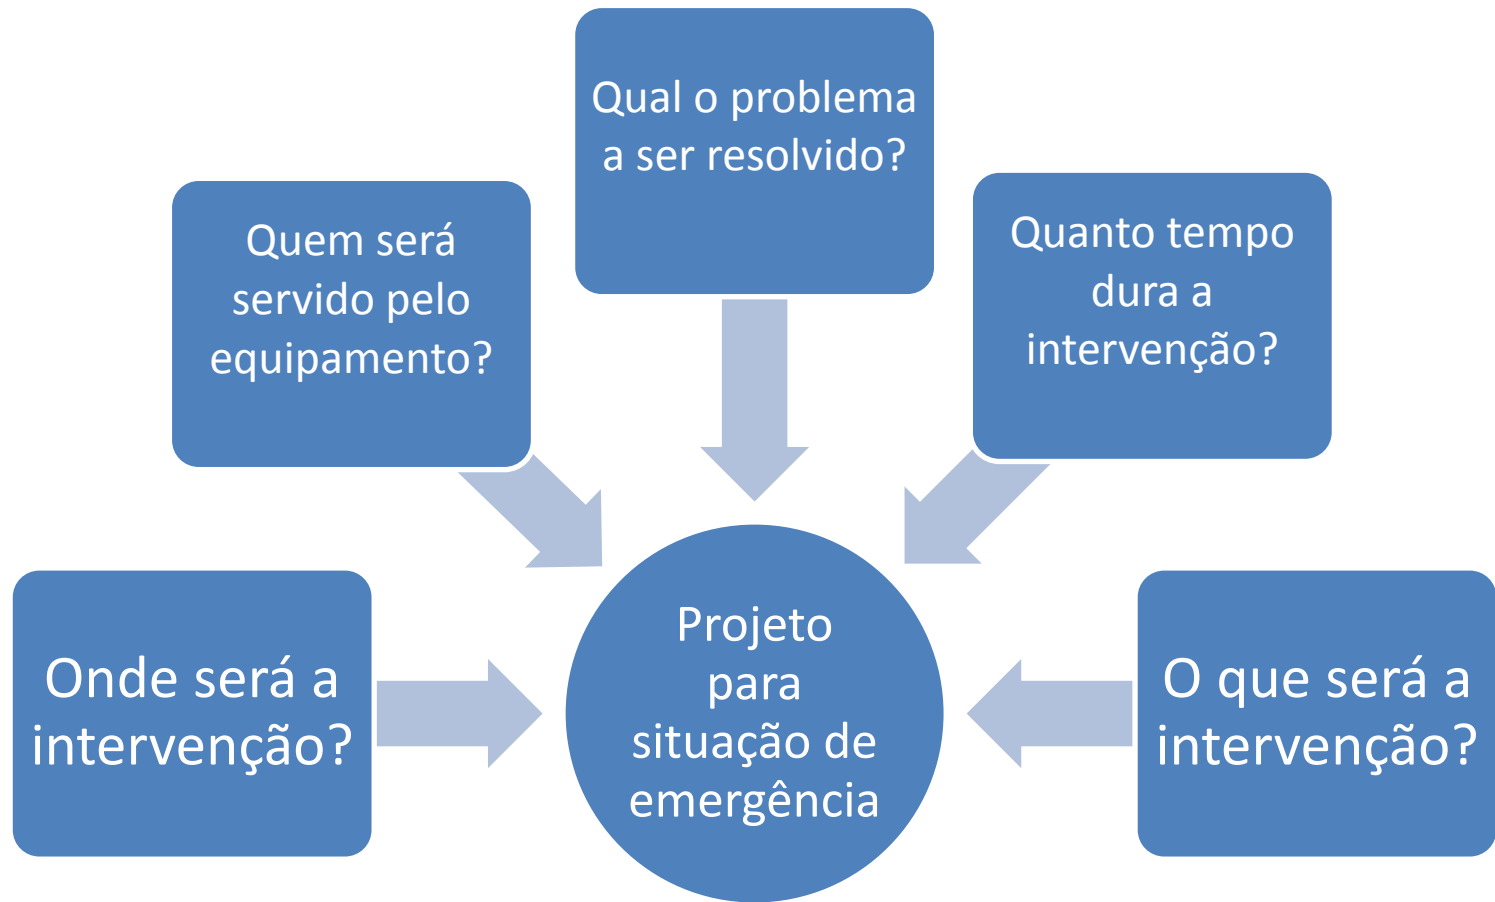 Qual o problema
a ser resolvido?
Quem será
servido pelo
equipamento?
Quanto tempo
dura a
intervenção?
Onde será a
intervenção?
Projeto
para
situação de
emergência
O que será a
intervenção?